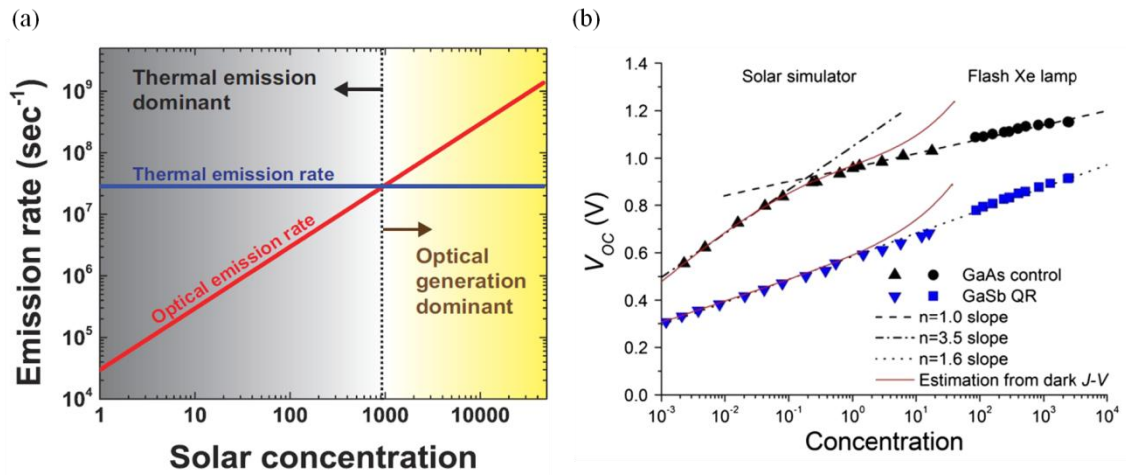 (a)
Emission rate (sec⁻¹)
10⁹
10⁸
10⁷
10⁶
10⁵
10⁴
Thermal emission
dominant
Thermal emission rate
Optical emission rate
Optical
generation
dominant
1
10
100
1000
10000
Solar concentration
(b)
V_OC (V)
1.4
1.2
1.0
0.8
0.6
0.4
0.2
0.0
Solar simulator
Flash Xe lamp
GaAs control
GaSb QR
n=1.0 slope
n=3.5 slope
n=1.6 slope
Estimation from dark J-V
10⁻³
10⁻²
10⁻¹
10⁰
10¹
10²
10³
10⁴
Concentration